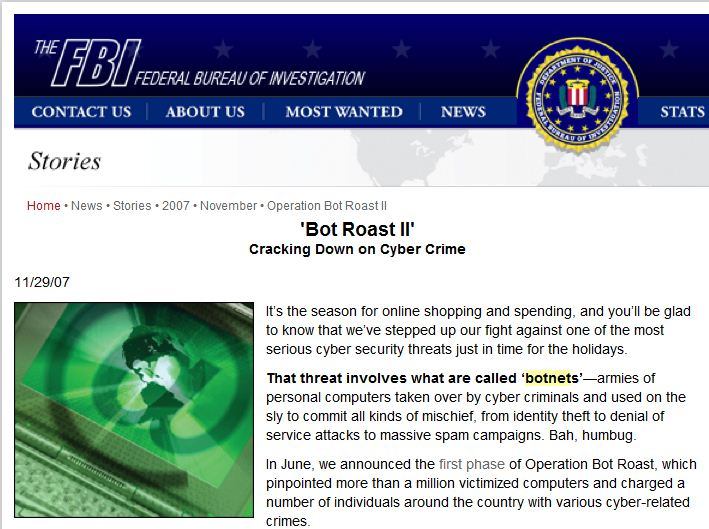 THE FBI FEDERAL BUREAU OF INVESTIGATION
CONTACT US
ABOUT US
MOST WANTED
NEWS
DEPARTMENT OF JUSTICE
FEDERAL BUREAU OF INVESTIGATION
STATS
Stories
Home • News • Stories • 2007 • November • Operation Bot Roast II
'Bot Roast II'
Cracking Down on Cyber Crime
11/29/07
It's the season for online shopping and spending, and you'll be glad
to know that we've stepped up our fight against one of the most
serious cyber security threats just in time for the holidays.
That threat involves what are called 'botnets'—armies of
personal computers taken over by cyber criminals and used on the
sly to commit all kinds of mischief, from identity theft to denial of
service attacks to massive spam campaigns. Bah, humbug.
In June, we announced the first phase of Operation Bot Roast, which
pinpointed more than a million victimized computers and charged a
number of individuals around the country with various cyber-related
crimes.